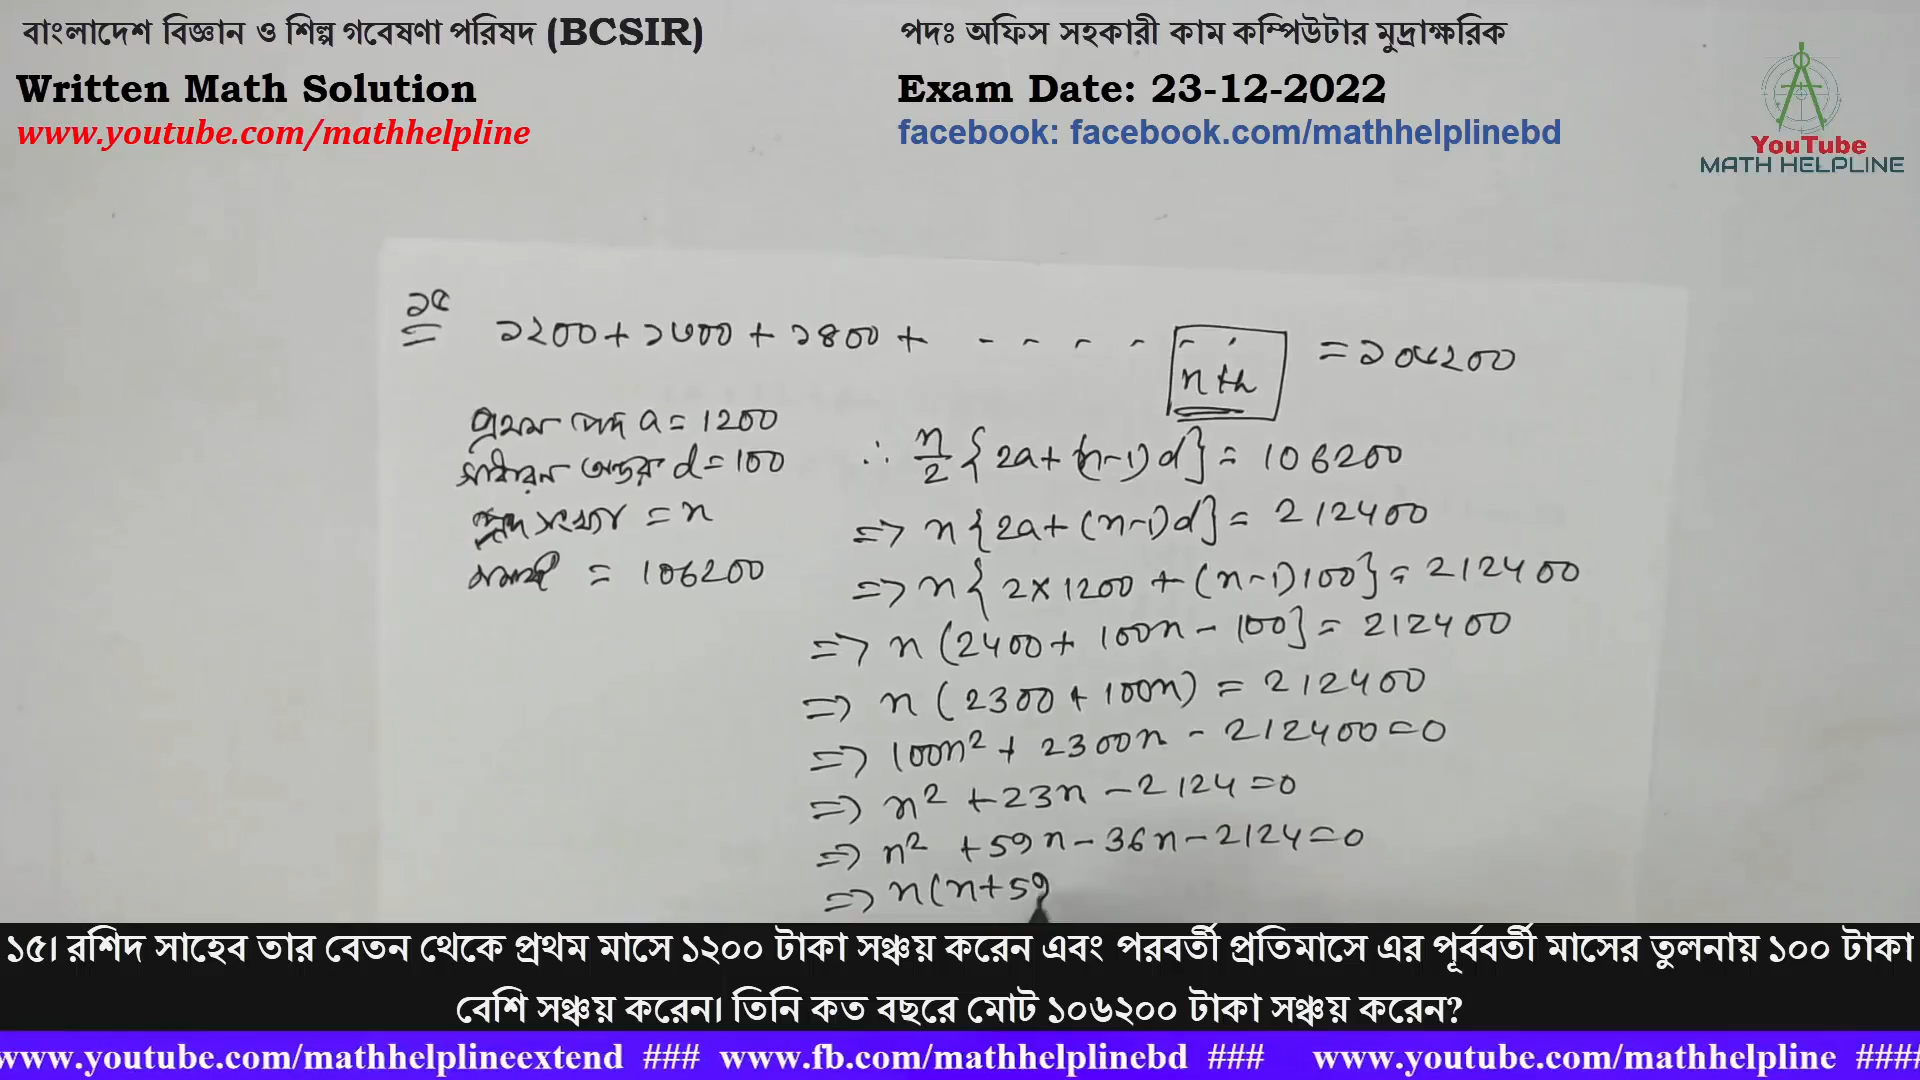 বাংলাদেশ বিজ্ঞান ও শিল্প গবেষণা পরিষদ (BCSIR)
পদঃ অফিস সহকারী কাম কম্পিউটার মুদ্রাক্ষরিক
Written Math Solution
Exam Date: 23-12-2022
www.youtube.com/mathhelpline
facebook: facebook.com/mathhelplinebd
YouTube
MATH HELPLINE
১৫
১২০০ + ১৩০০ + ১৪০০ + - - - - - - nth = ১০৬২০০
প্রথম পদ a = 1200
সাধারন অন্তর d = 100
পদ সংখ্যা = n
সমষ্টি = 106200
∴ n/2 {2a + (n-1)d} = 106200
=> n {2a + (n-1)d} = 212400
=> n {2×1200 + (n-1)100} = 212400
=> n (2400 + 100n - 100} = 212400
=> n (2300 + 100n) = 212400
=> 100n² + 2300n - 212400 = 0
=> n² + 23n - 2124 = 0
=> n² + 59n - 36n - 2124 = 0
=> n(n+59
১৫। রশিদ সাহেব তার বেতন থেকে প্রথম মাসে ১২০০ টাকা সঞ্চয় করেন এবং পরবর্তী প্রতিমাসে এর পূর্ববর্তী মাসের তুলনায় ১০০ টাকা
বেশি সঞ্চয় করেন। তিনি কত বছরে মোট ১০৬২০০ টাকা সঞ্চয় করেন?
www.youtube.com/mathhelplineextend ### www.fb.com/mathhelplinebd ### www.youtube.com/mathhelpline ####